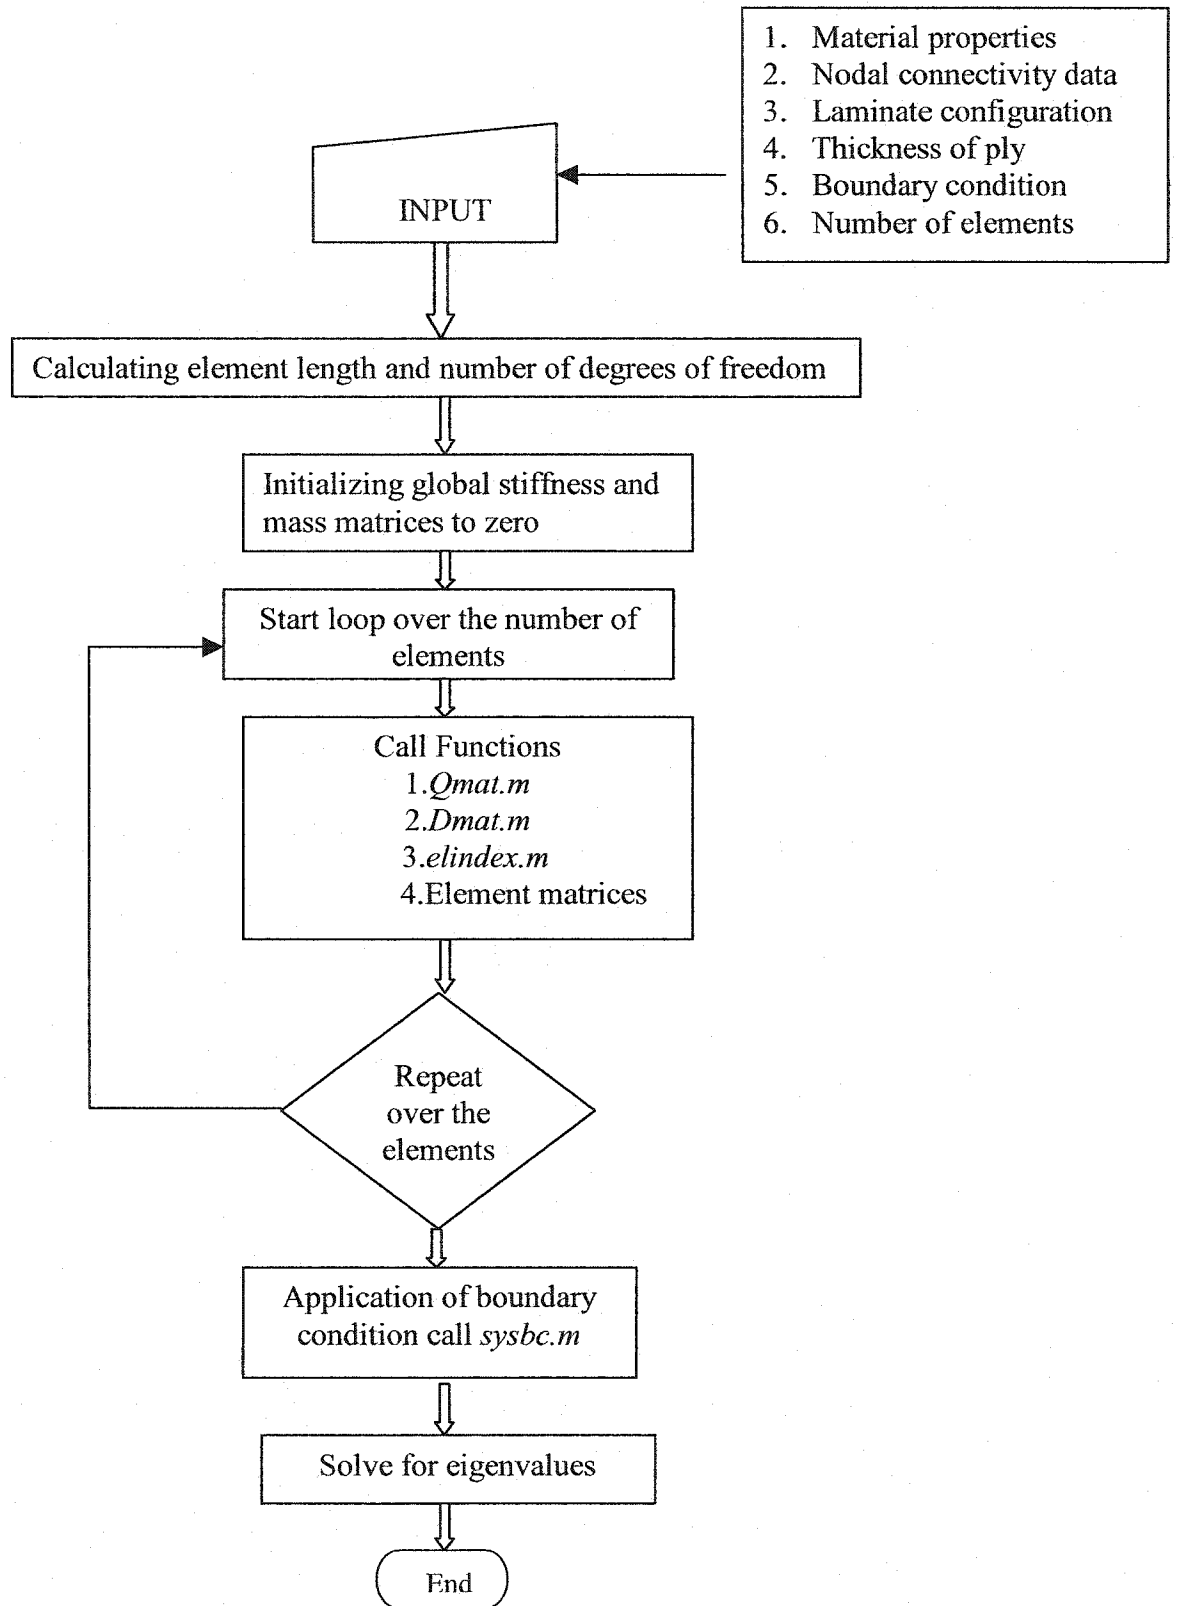 1. Material properties
2. Nodal connectivity data
3. Laminate configuration
4. Thickness of ply
5. Boundary condition
6. Number of elements
INPUT
Calculating element length and number of degrees of freedom
Initializing global stiffness and
mass matrices to zero
Start loop over the number of
elements
Call Functions
1.Qmat.m
2.Dmat.m
3.elindex.m
4.Element matrices
Repeat
over the
elements
Application of boundary
condition call sysbc.m
Solve for eigenvalues
End